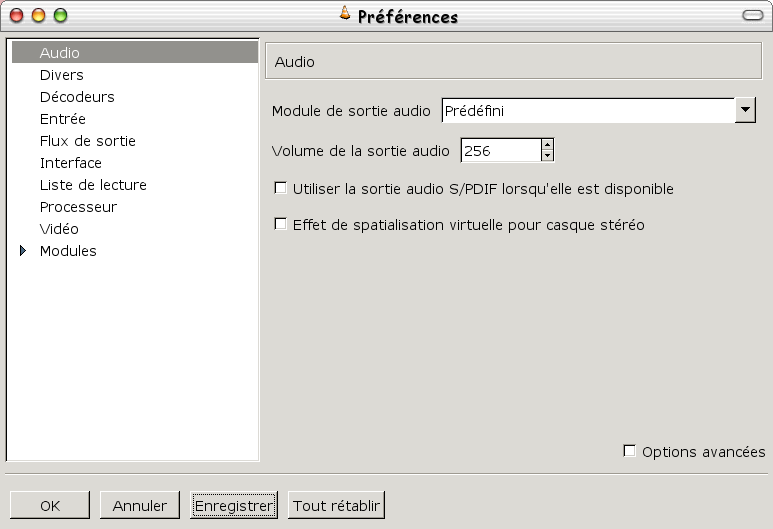 Préférences
Audio
Divers
Décodeurs
Entrée
Flux de sortie
Interface
Liste de lecture
Processeur
Vidéo
Modules
Audio
Module de sortie audio Prédéfini
Volume de la sortie audio 256
Utiliser la sortie audio S/PDIF lorsqu'elle est disponible
Effet de spatialisation virtuelle pour casque stéréo
Options avancées
OK Annuler Enregistrer Tout rétablir